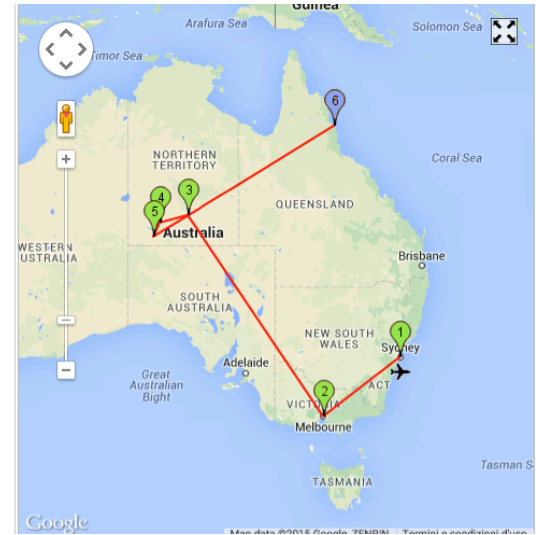 Guinea
Arafura Sea
Solomon Sea
Timor Sea
6
Coral Sea
NORTHERN
TERRITORY
3
4
5
QUEENSLAND
Australia
WESTERN
USTRALIA
Brisbane
SOUTH
AUSTRALIA
1
NEW SOUTH
WALES
Sydney
Adelaide
Great
Australian
Bight
ACT
2
VICTORIA
Melbourne
Tasman S
TASMANIA
Google
Map data ©2015 Google, ZENRIN
Termini e condizioni d'uso